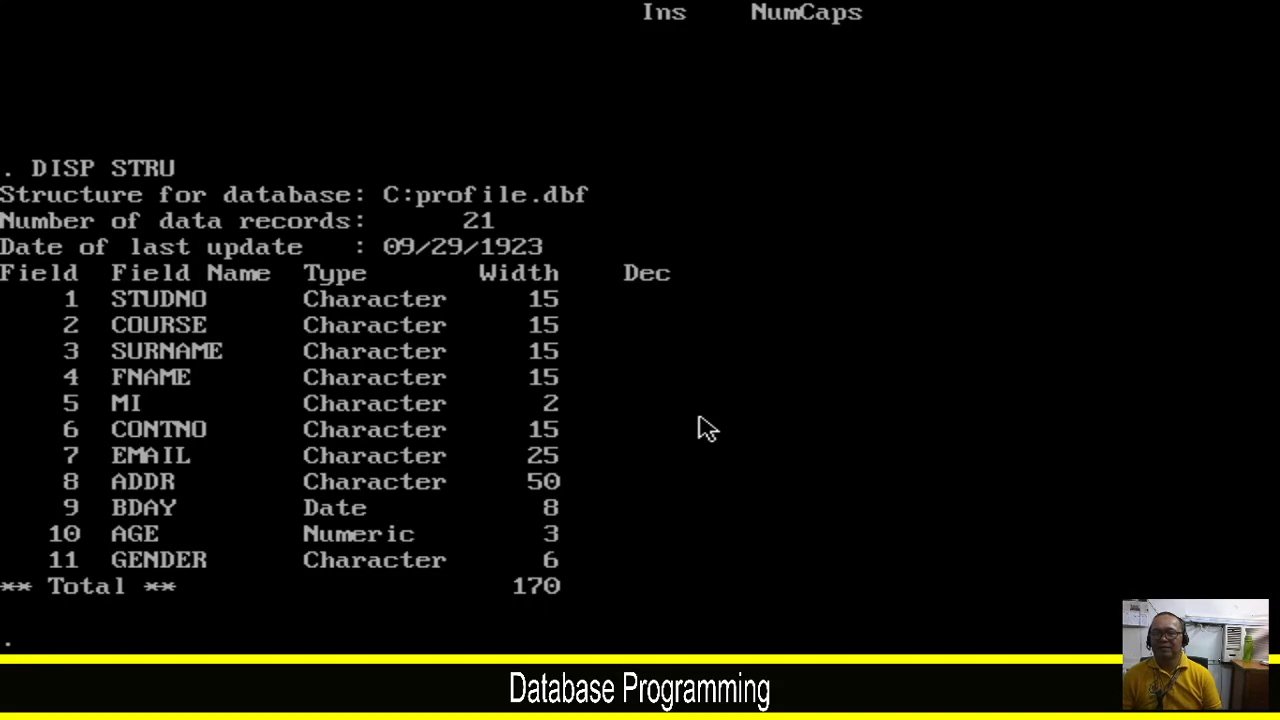 Ins NumCaps
. DISP STRU
Structure for database: C:profile.dbf
Number of data records: 21
Date of last update : 09/29/1923
Field Field Name Type Width Dec
1 STUDNO Character 15
2 COURSE Character 15
3 SURNAME Character 15
4 FNAME Character 15
5 MI Character 2
6 CONTNO Character 15
7 EMAIL Character 25
8 ADDR Character 50
9 BDAY Date 8
10 AGE Numeric 3
11 GENDER Character 6
** Total ** 170
.
Database Programming